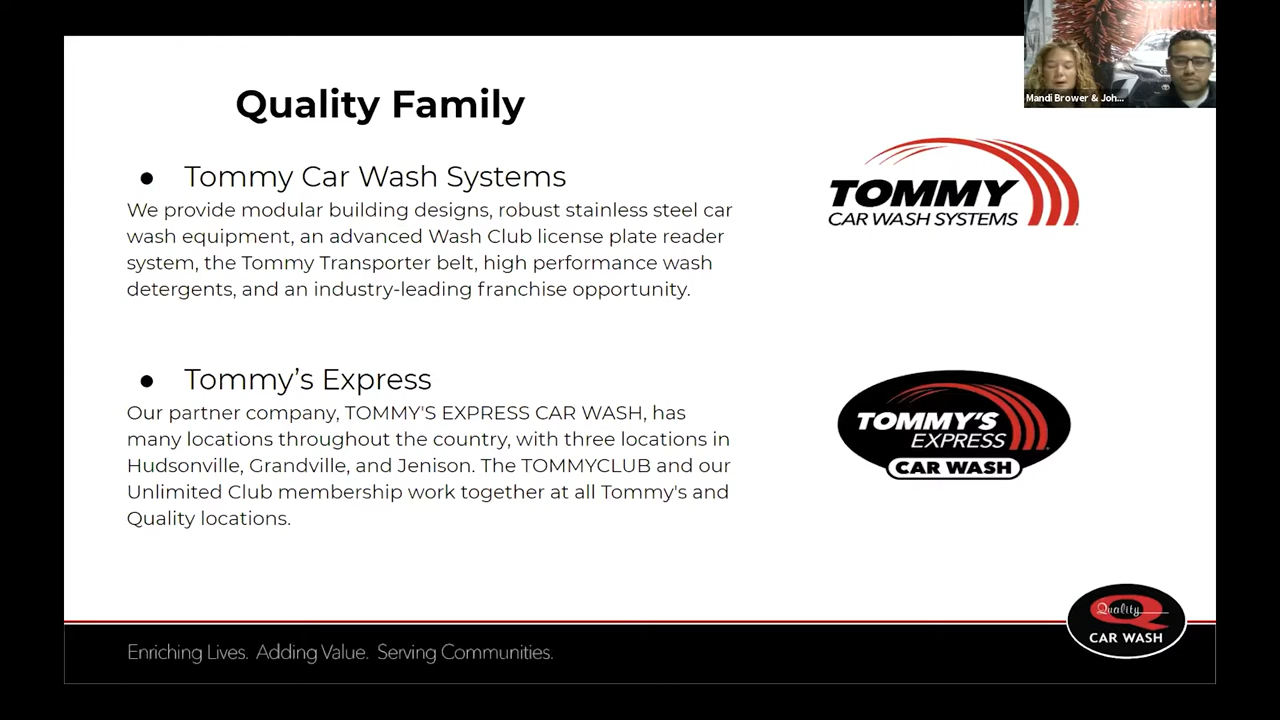 Mandi Brower & Joh...
Quality Family
● Tommy Car Wash Systems
We provide modular building designs, robust stainless steel car
wash equipment, an advanced Wash Club license plate reader
system, the Tommy Transporter belt, high performance wash
detergents, and an industry-leading franchise opportunity.
TOMMY
CAR WASH SYSTEMS
● Tommy’s Express
Our partner company, TOMMY'S EXPRESS CAR WASH, has
many locations throughout the country, with three locations in
Hudsonville, Grandville, and Jenison. The TOMMYCLUB and our
Unlimited Club membership work together at all Tommy's and
Quality locations.
TOMMY'S
EXPRESS
CAR WASH
Quality
CAR WASH
Enriching Lives. Adding Value. Serving Communities.